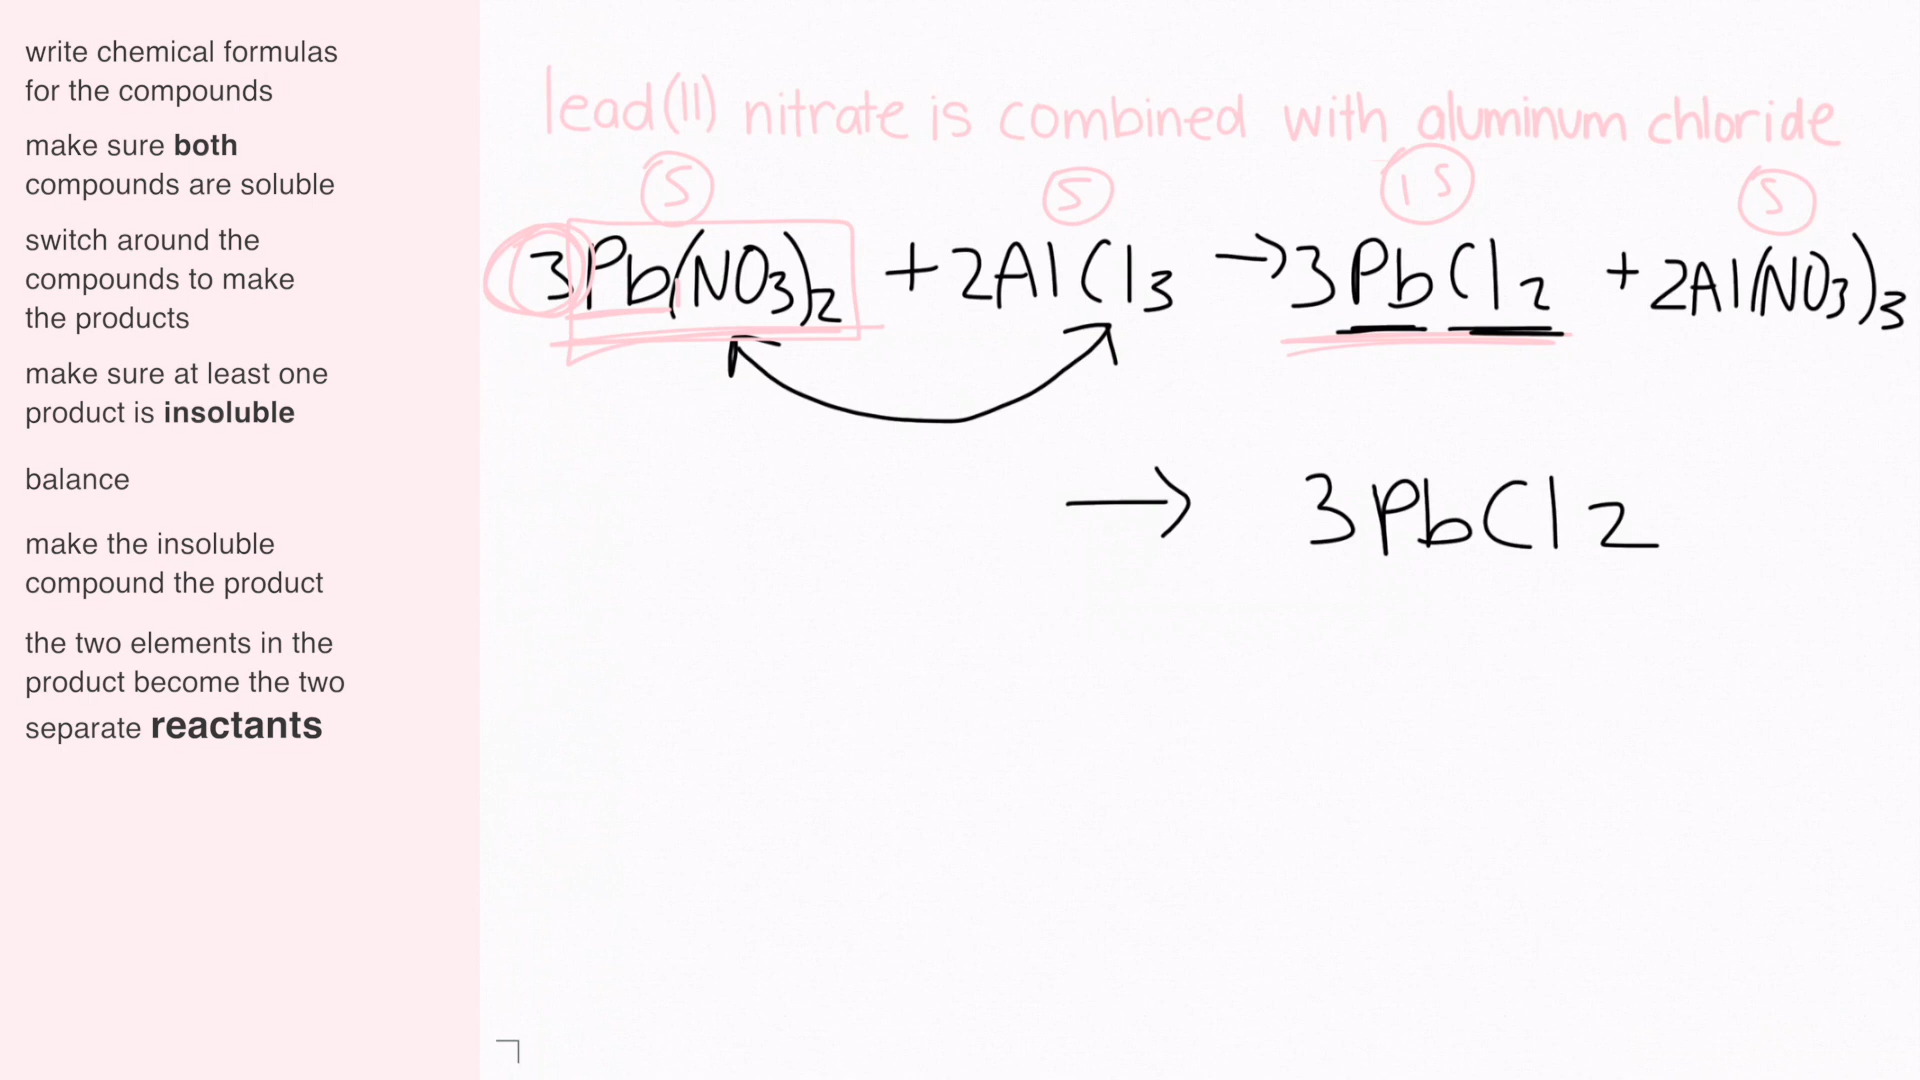 write chemical formulas
for the compounds
make sure both
compounds are soluble
switch around the
compounds to make
the products
make sure at least one
product is insoluble
balance
make the insoluble
compound the product
the two elements in the
product become the two
separate reactants
lead(II) nitrate is combined with aluminum chloride
S S IS S
3Pb(NO3)2 + 2AlCl3 → 3PbCl2 + 2Al(NO3)3
→ 3PbCl2